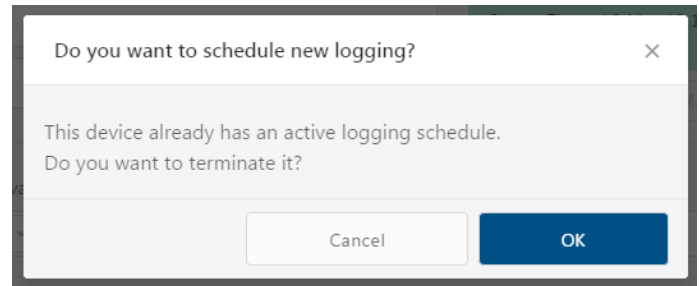 Do you want to schedule new logging?
This device already has an active logging schedule.
Do you want to terminate it?
Cancel
OK